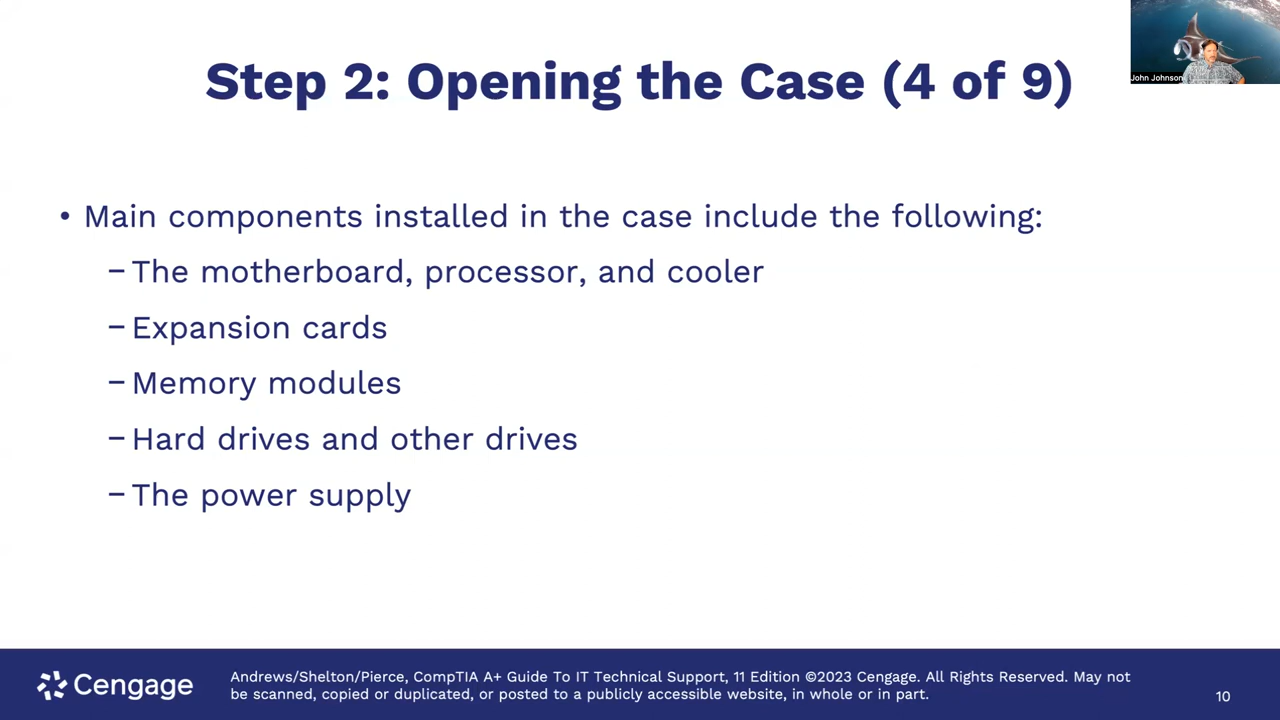 John Johnson
Step 2: Opening the Case (4 of 9)
• Main components installed in the case include the following:
–The motherboard, processor, and cooler
–Expansion cards
–Memory modules
–Hard drives and other drives
–The power supply
Cengage
Andrews/Shelton/Pierce, CompTIA A+ Guide To IT Technical Support, 11 Edition ©2023 Cengage. All Rights Reserved. May not
be scanned, copied or duplicated, or posted to a publicly accessible website, in whole or in part.
10